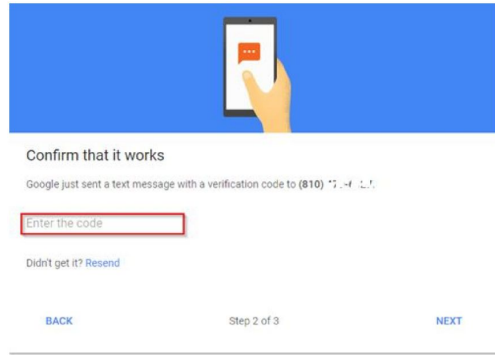 Confirm that it works
Google just sent a text message with a verification code to (810)
Enter the code
Didn't get it? Resend
BACK
Step 2 of 3
NEXT